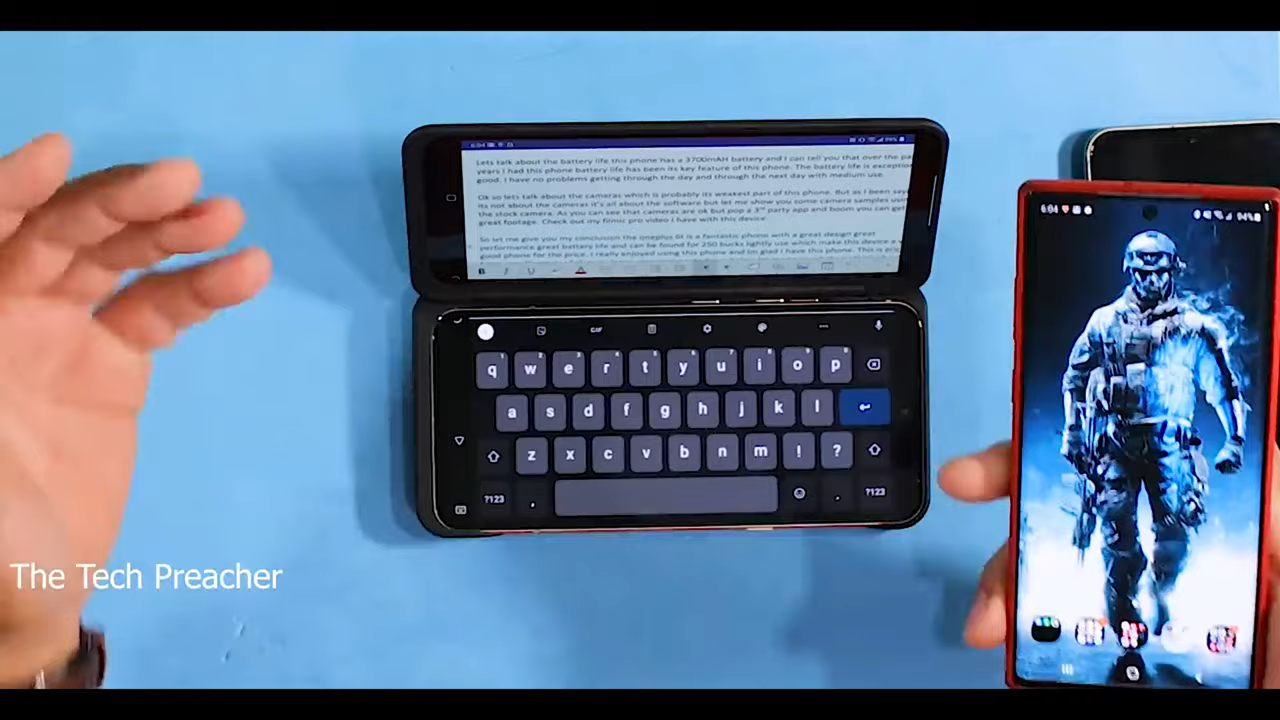 6:04
Lets talk about the battery life this phone has a 3700mAH battery and I can tell you that over the pa
years I had this phone battery life has been its key feature of this phone. The battery life is exception
good. I have no problems getting through the day and through the next day with medium use.
Ok so lets talk about the cameras which is probably its weakest part of this phone. But as I been say
its not about the cameras it's all about the software but let me show you some camera samples usin
the stock camera. As you can see that cameras are ok but pop a 3rd party app and boom you can get
great footage. Check out my filmic pro video I have with this device
So let me give you my conclusion the oneplus 6t is a fantastic phone with a great design great
performance great battery life and can be found for 250 bucks lightly use which make this device a v
good phone for the price. I really enjoyed using this phone and im glad I have this phone. This is
B I U A
GIF
q w e r t y u i o p
a s d f g h j k l
z x c v b n m ! ?
?123 , . ?123
6:04 94%
The Tech Preacher